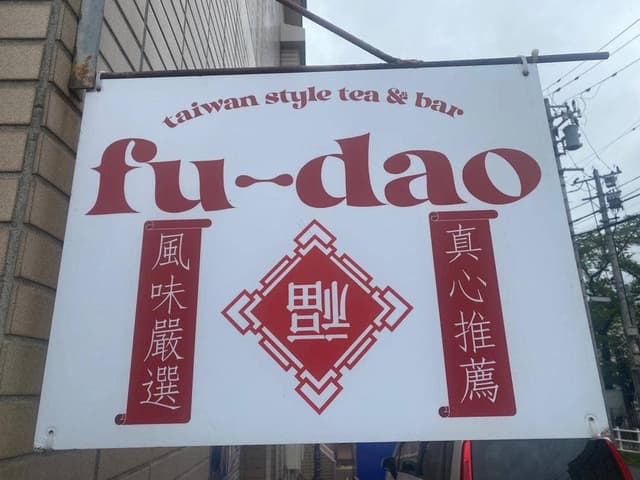 taiwan style tea & bar
fu-dao
風味嚴選
福
真心推薦